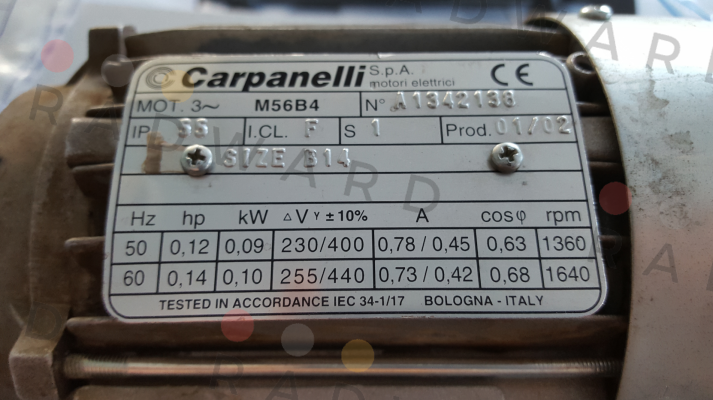 Carpanelli S.p.A. motori elettrici CE
MOT. 3~ M56B4 N° A1342138
IP 55 I.CL. F S 1 Prod. 01/02
SIZE B14
Hz hp kW △ V Y ± 10% A cosφ rpm
50 0,12 0,09 230/400 0,78 / 0,45 0,63 1360
60 0,14 0,10 255/440 0,73 / 0,42 0,68 1640
TESTED IN ACCORDANCE IEC 34-1/17 BOLOGNA - ITALY